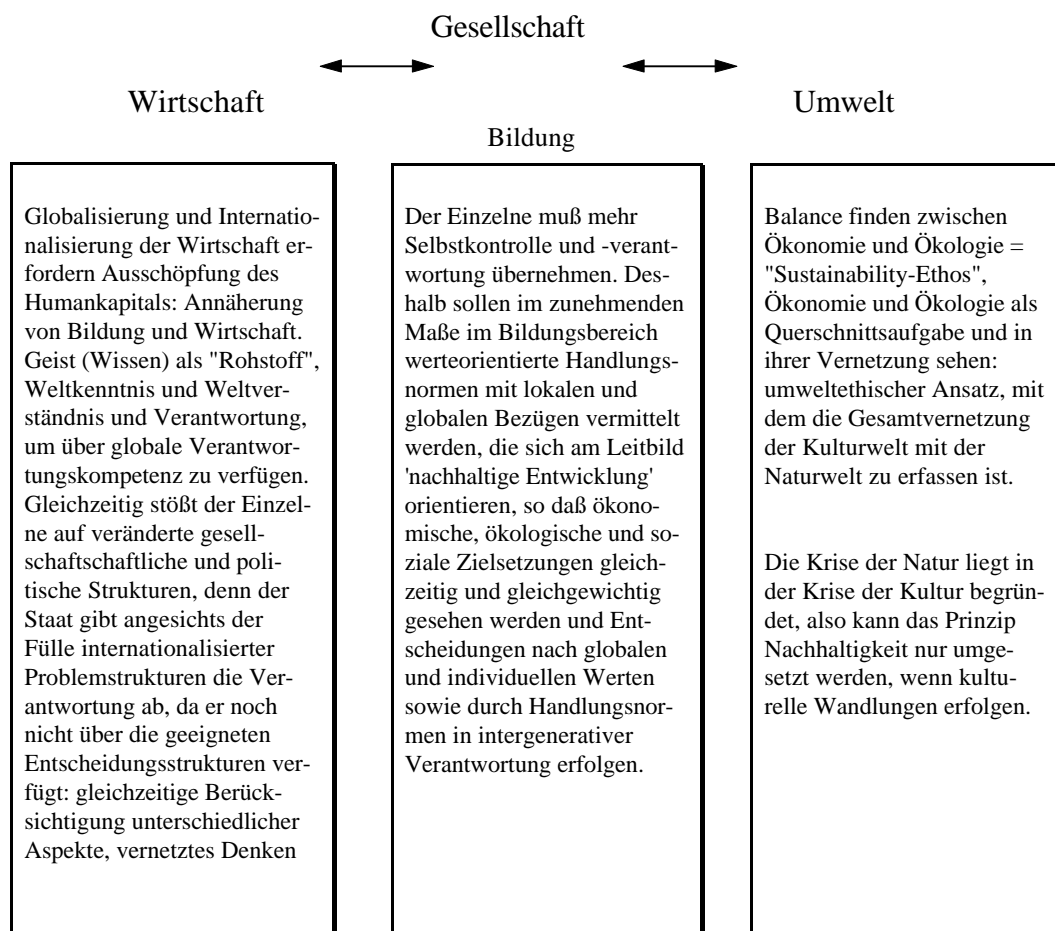 Gesellschaft
Wirtschaft
Umwelt
Bildung
Globalisierung und Internatio-
nalisierung der Wirtschaft er-
fordern Ausschöpfung des
Humankapitals: Annäherung
von Bildung und Wirtschaft.
Geist (Wissen) als "Rohstoff",
Weltkenntnis und Weltver-
ständnis und Verantwortung,
um über globale Verantwor-
tungskompetenz zu verfügen.
Gleichzeitig stößt der Einzel-
ne auf veränderte gesell-
schaftschaftliche und poli-
tische Strukturen, denn der
Staat gibt angesichts der
Fülle internationalisierter
Problemstrukturen die Ver-
antwortung ab, da er noch
nicht über die geeigneten
Entscheidungsstrukturen ver-
fügt: gleichzeitige Berück-
sichtigung unterschiedlicher
Aspekte, vernetztes Denken
Der Einzelne muß mehr
Selbstkontrolle und -verant-
wortung übernehmen. Des-
halb sollen im zunehmenden
Maße im Bildungsbereich
werteorientierte Handlungs-
normen mit lokalen und
globalen Bezügen vermittelt
werden, die sich am Leitbild
'nachhaltige Entwicklung'
orientieren, so daß ökono-
mische, ökologische und so-
ziale Zielsetzungen gleich-
zeitig und gleichgewichtig
gesehen werden und Ent-
scheidungen nach globalen
und individuellen Werten
sowie durch Handlungsnor-
men in intergenerativer
Verantwortung erfolgen.
Balance finden zwischen
Ökonomie und Ökologie =
"Sustainability-Ethos",
Ökonomie und Ökologie als
Querschnittsaufgabe und in
ihrer Vernetzung sehen:
umweltethischer Ansatz, mit
dem die Gesamtvernetzung
der Kulturwelt mit der
Naturwelt zu erfassen ist.
Die Krise der Natur liegt in
der Krise der Kultur begrün-
det, also kann das Prinzip
Nachhaltigkeit nur umge-
setzt werden, wenn kultu-
relle Wandlungen erfolgen.